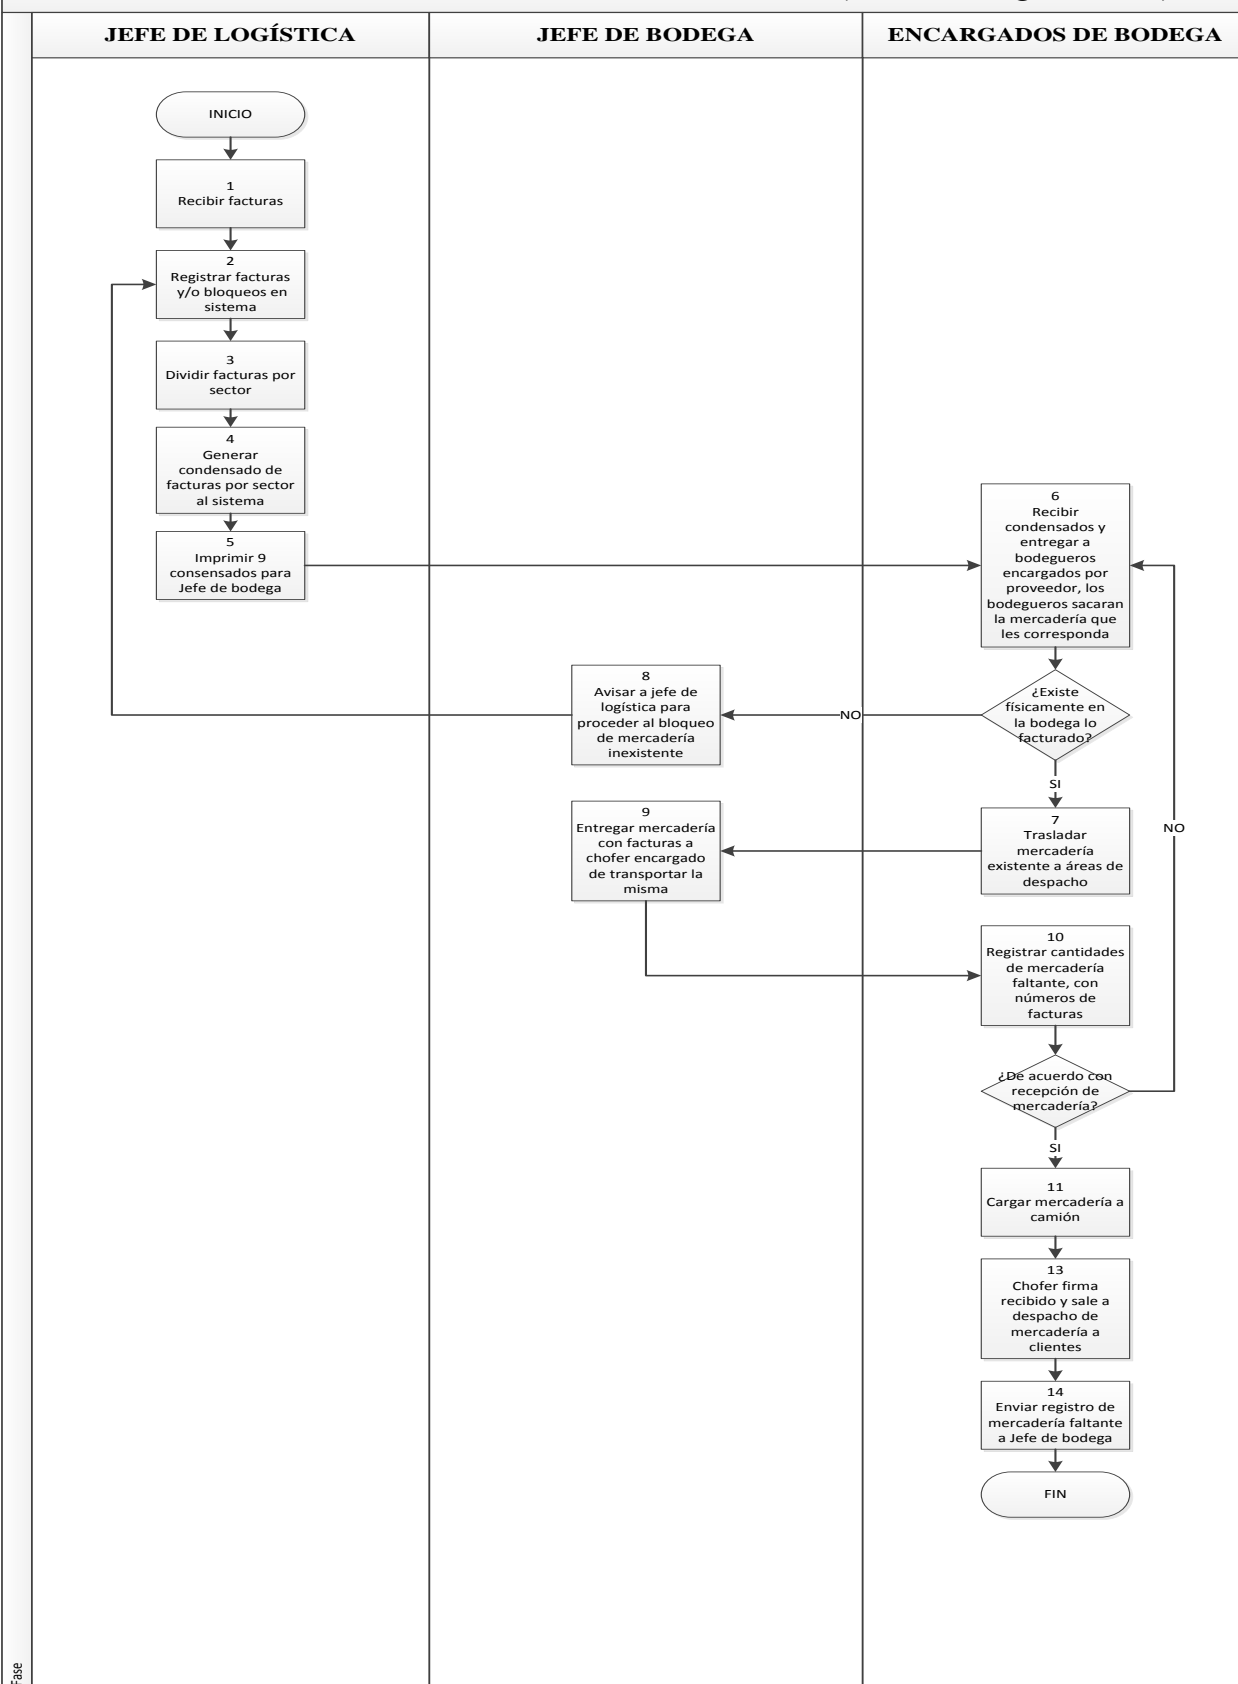 JEFE DE LOGÍSTICA
JEFE DE BODEGA
ENCARGADOS DE BODEGA
INICIO
1
Recibir facturas
2
Registrar facturas
y/o bloqueos en
sistema
3
Dividir facturas por
sector
4
Generar
condensado de
facturas por sector
al sistema
5
Imprimir 9
consensados para
Jefe de bodega
6
Recibir
condensados y
entregar a
bodegueros
encargados por
proveedor, los
bodegueros sacaran
la mercadería que
les corresponda
¿Existe
físicamente en
la bodega lo
facturado?
NO
8
Avisar a jefe de
logística para
proceder al bloqueo
de mercadería
inexistente
SI
7
Trasladar
mercadería
existente a áreas de
despacho
9
Entregar mercadería
con facturas a
chofer encargado
de transportar la
misma
NO
10
Registrar cantidades
de mercadería
faltante, con
números de
facturas
¿De acuerdo con
recepción de
mercadería?
SI
11
Cargar mercadería a
camión
13
Chofer firma
recibido y sale a
despacho de
mercadería a
clientes
14
Enviar registro de
mercadería faltante
a Jefe de bodega
FIN
Fase